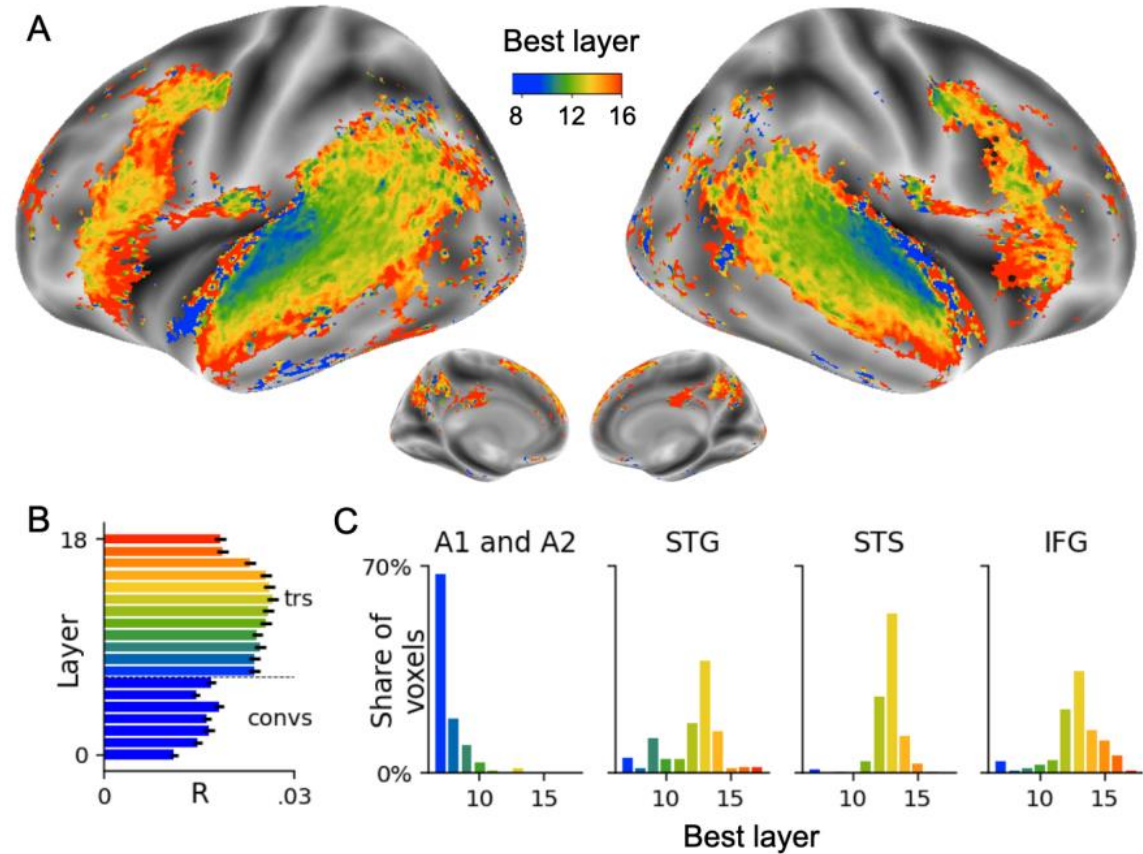 A
Best layer
8 12 16
B
18
trs
Layer
convs
0
0 R .03
C
A1 and A2 STG STS IFG
70%
Share of
voxels
0%
10 15 10 15 10 15 10 15
Best layer